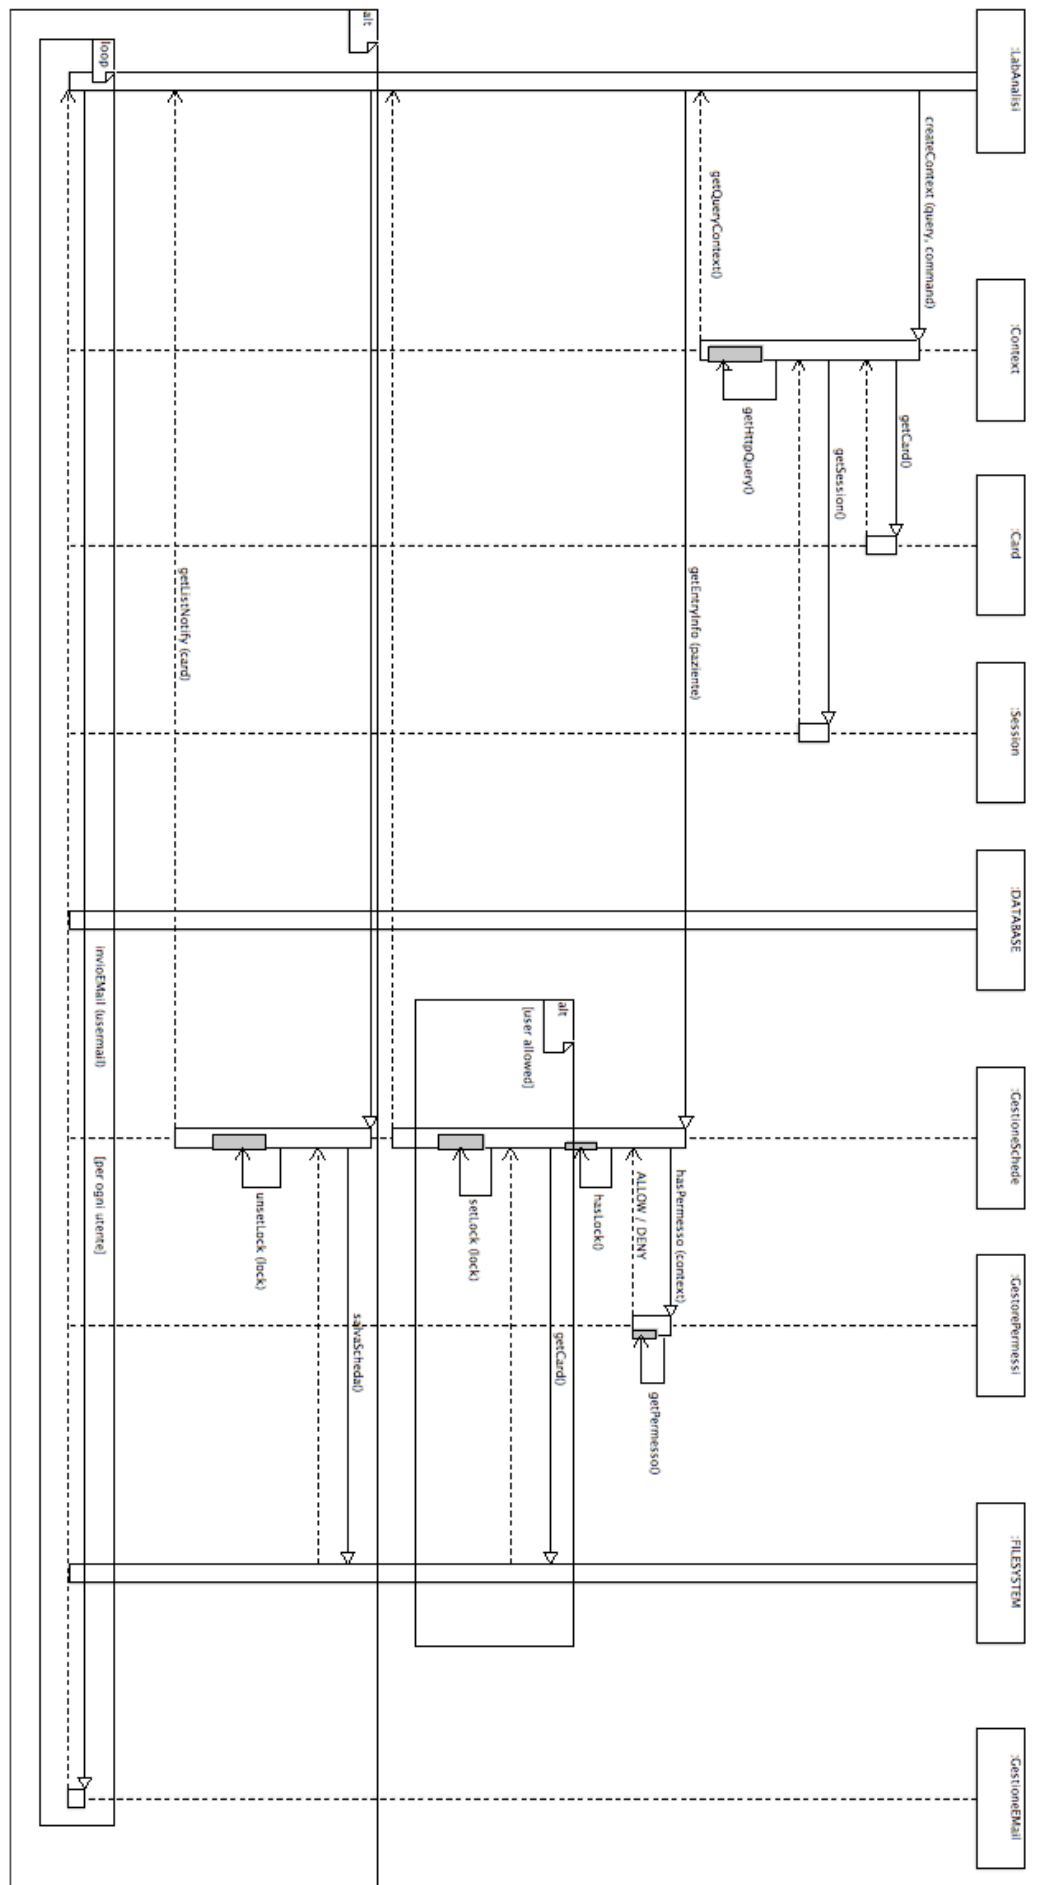 :LabAnalisi
:Context
:Card
:Session
:DATABASE
:GestioneSchede
:GestorePermessi
:FILESYSTEM
:GestioneEMail
createContext (query, command)
getCard()
getSession()
getHttpQuery()
getQueryContext()
getEntryInfo (paziente)
hasPermesso (context)
getPermesso()
ALLOW / DENY
hasLock()
alt
[user allowed]
getCard()
setLock (lock)
alt
salvaScheda()
unsetLock (lock)
getListNotify (card)
loop
invioEMail (usermail)
[per ogni utente]